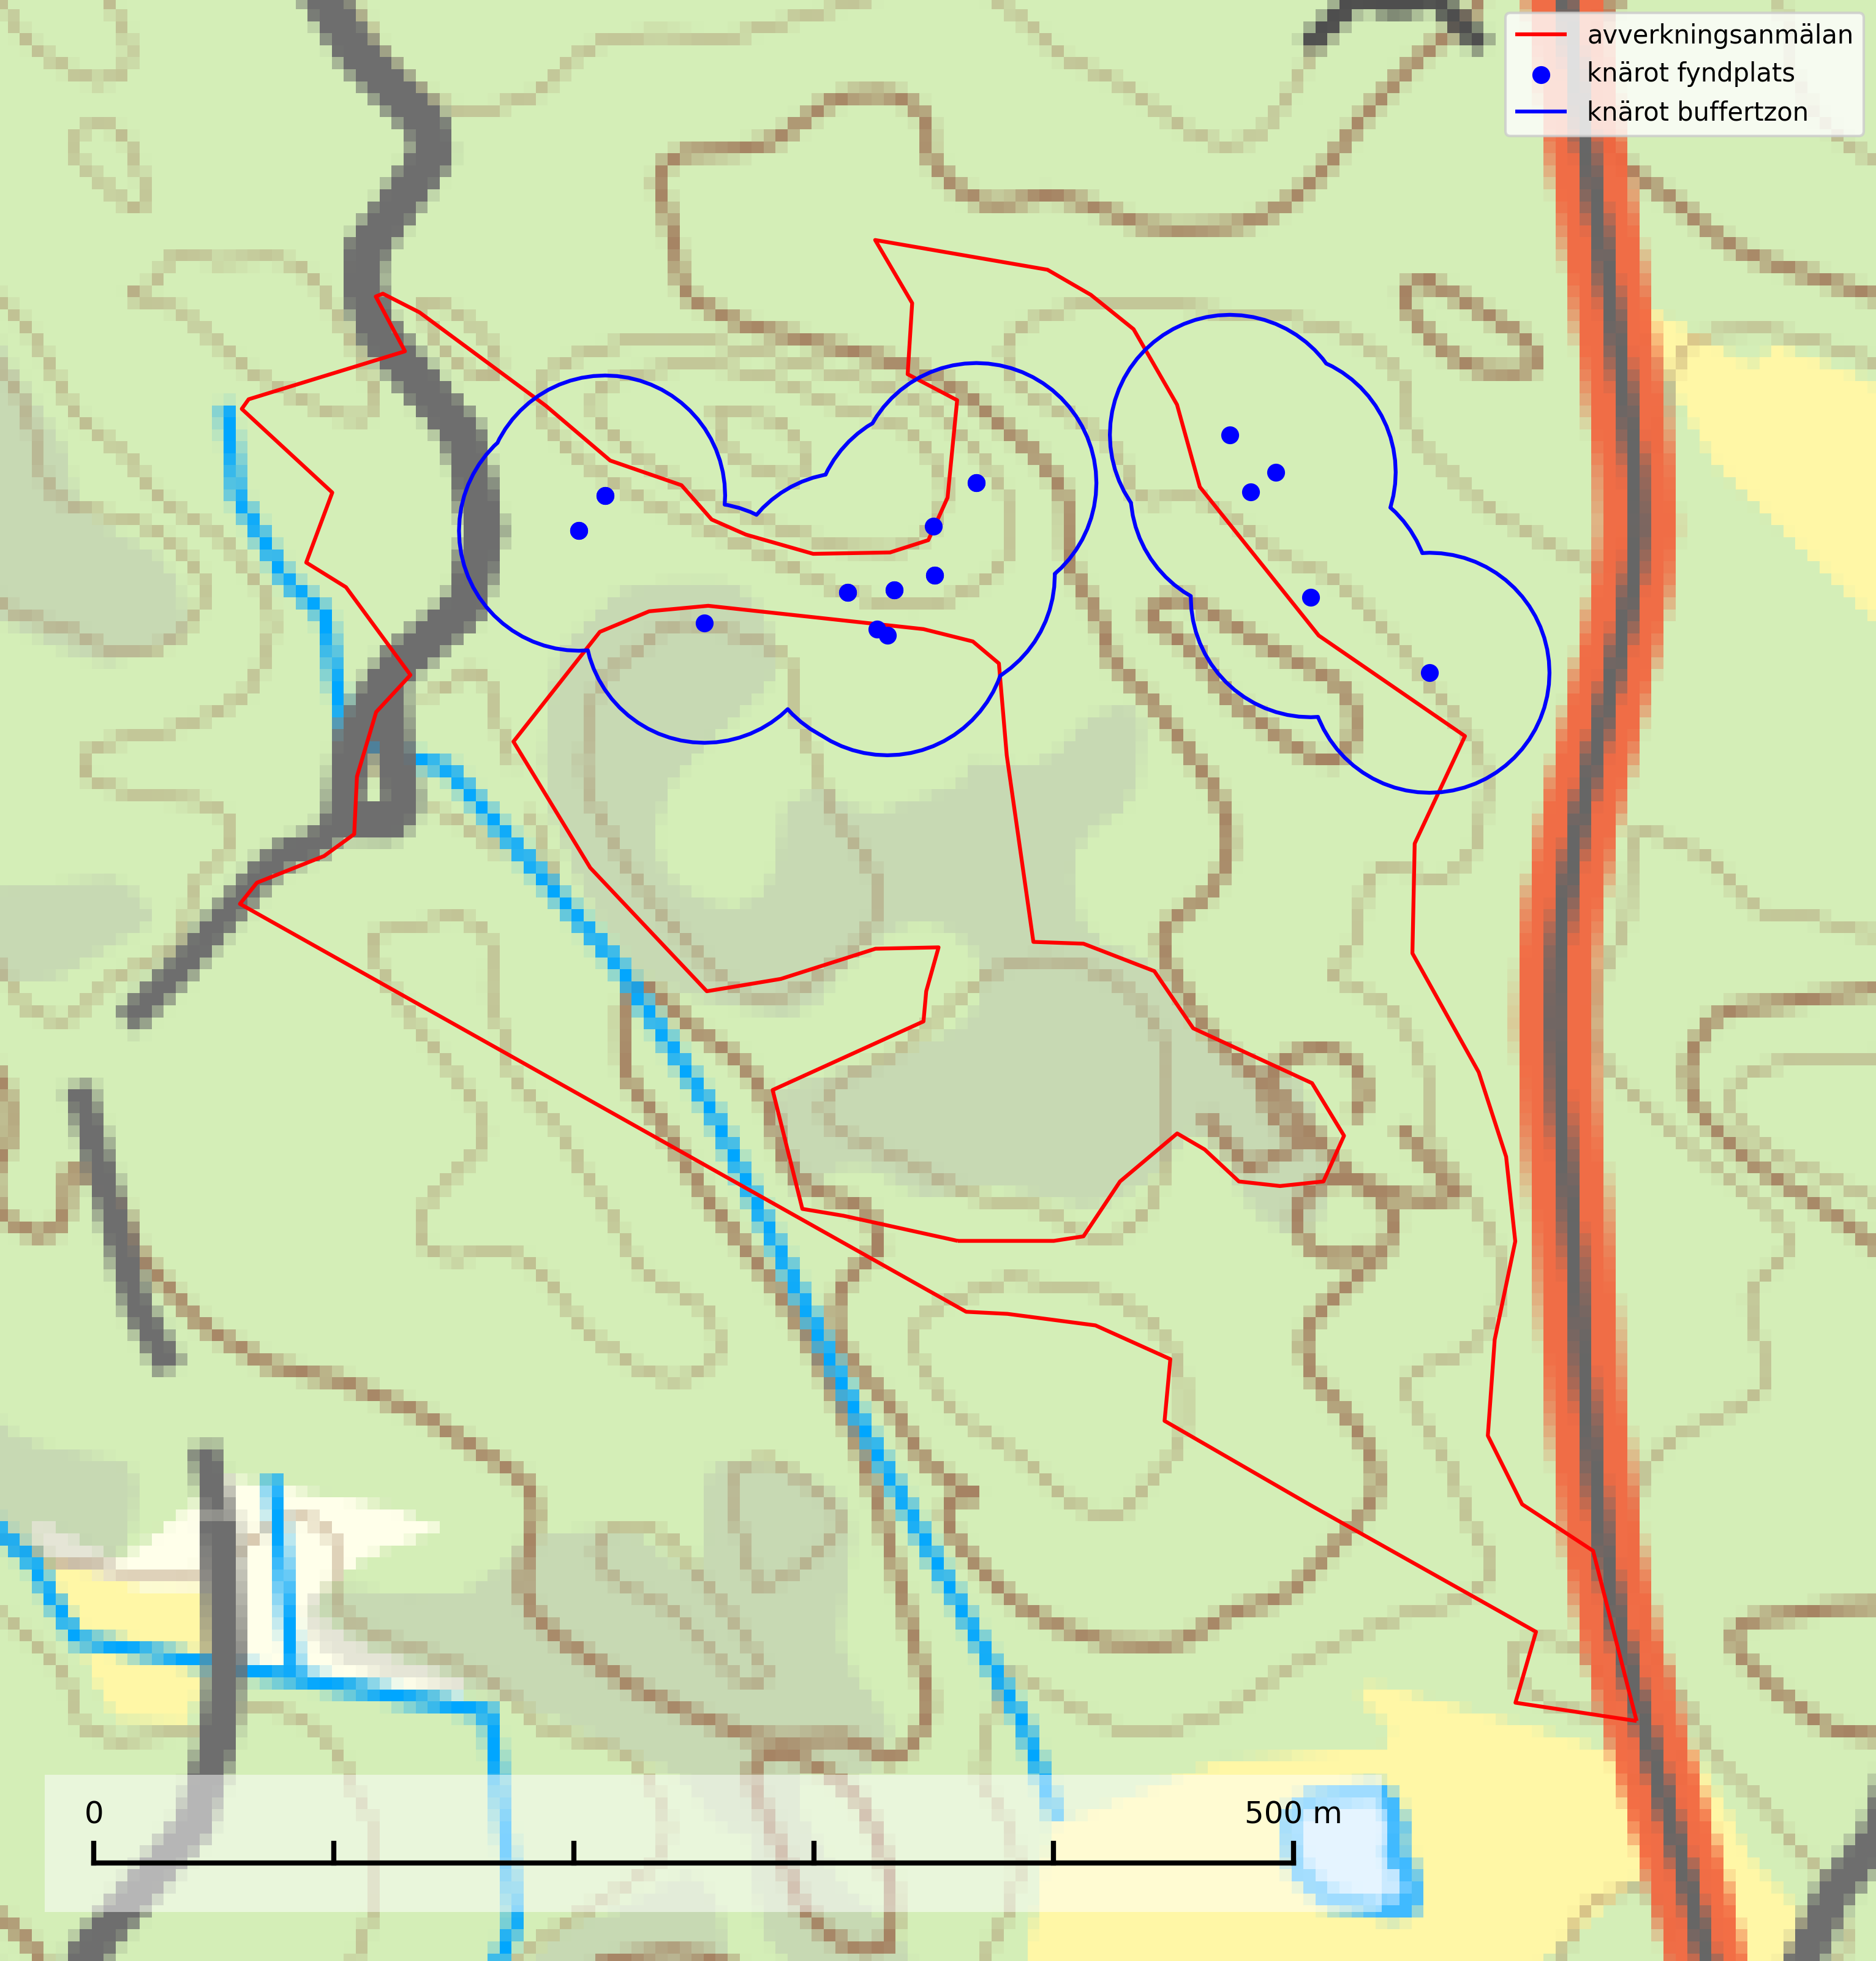 avverkningsanmälan
knärot fyndplats
knärot buffertzon
0
500 m